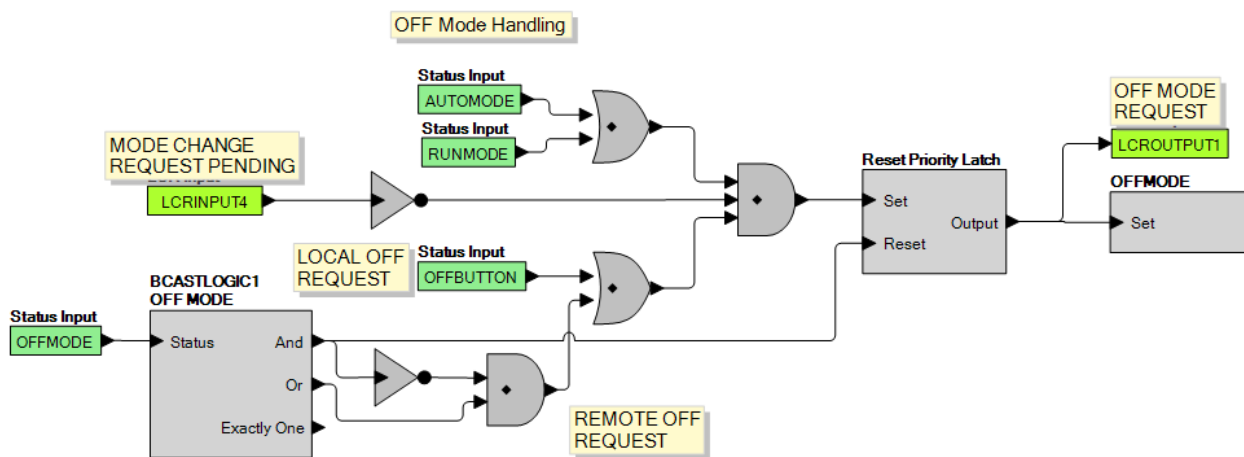 OFF Mode Handling
Status Input
AUTOMODE
Status Input
RUNMODE
MODE CHANGE
REQUEST PENDING
LCRINPUT4
OFF MODE
REQUEST
LCROUTPUT1
Reset Priority Latch
Set
Reset
Output
OFFMODE
Set
LOCAL OFF
REQUEST
Status Input
OFFBUTTON
BCASTLOGIC1
OFF MODE
Status Input
OFFMODE
Status
And
Or
Exactly One
REMOTE OFF
REQUEST